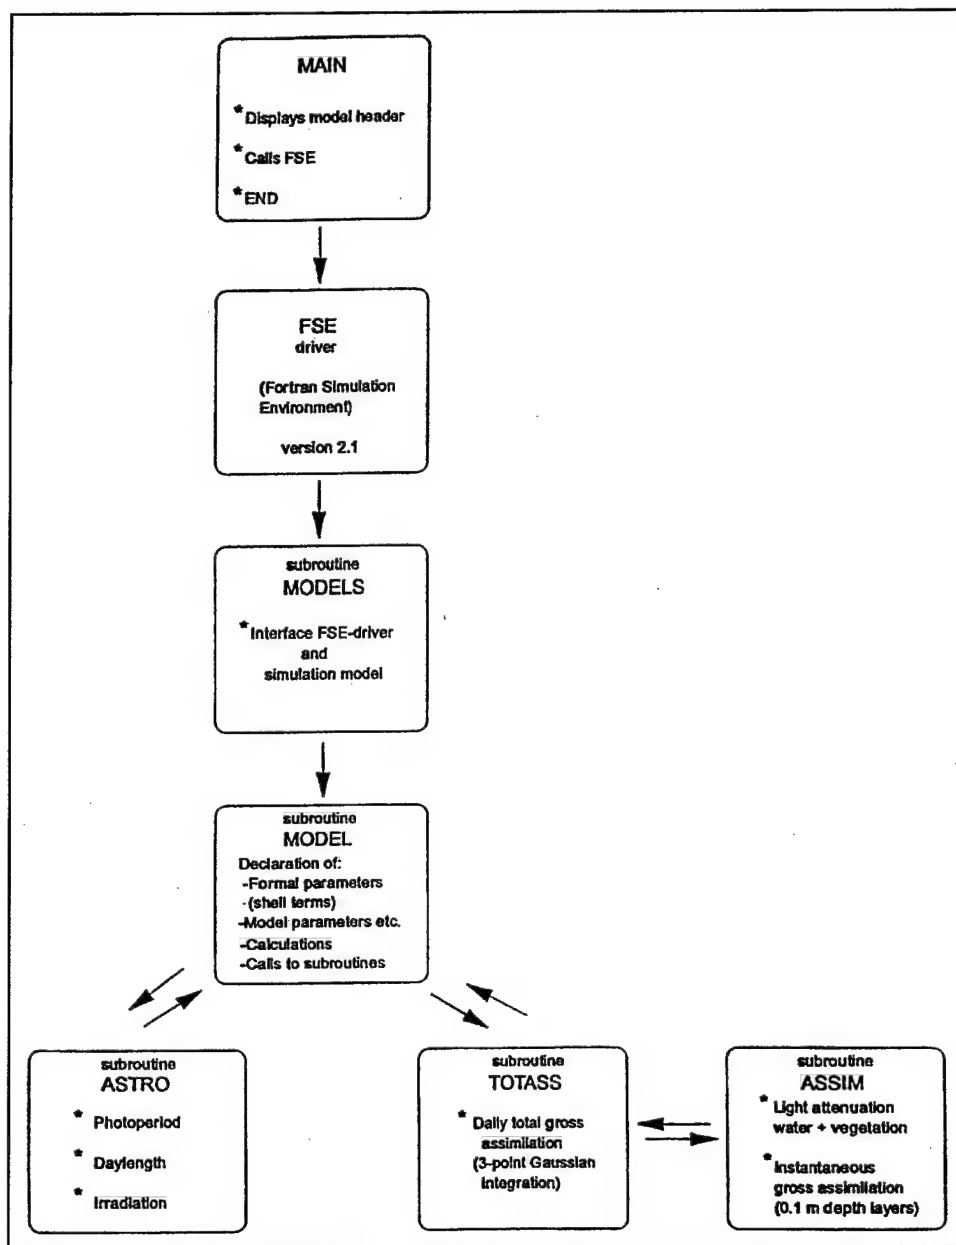 MAIN
* Displays model header
* Calls FSE
* END
FSE
driver
(Fortran Simulation
Environment)
version 2.1
subroutine
MODELS
* Interface FSE-driver
and
simulation model
subroutine
MODEL
Declaration of:
-Formal parameters
-(shell terms)
-Model parameters etc.
-Calculations
-Calls to subroutines
subroutine
ASTRO
* Photoperiod
* Daylength
* Irradiation
subroutine
TOTASS
* Daily total gross
assimilation
(3-point Gaussian
integration)
subroutine
ASSIM
* Light attenuation
water + vegetation
* Instantaneous
gross assimilation
(0.1 m depth layers)